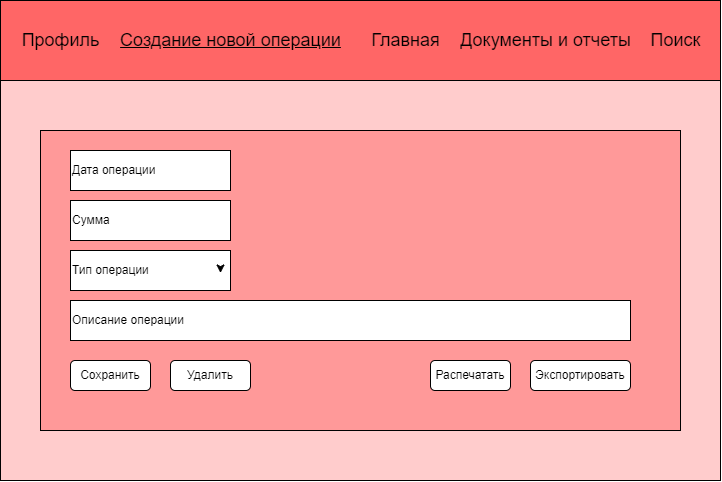 Профиль Создание новой операции Главная Документы и отчеты Поиск
Дата операции
Сумма
Тип операции
Описание операции
Сохранить Удалить Распечатать Экспортировать